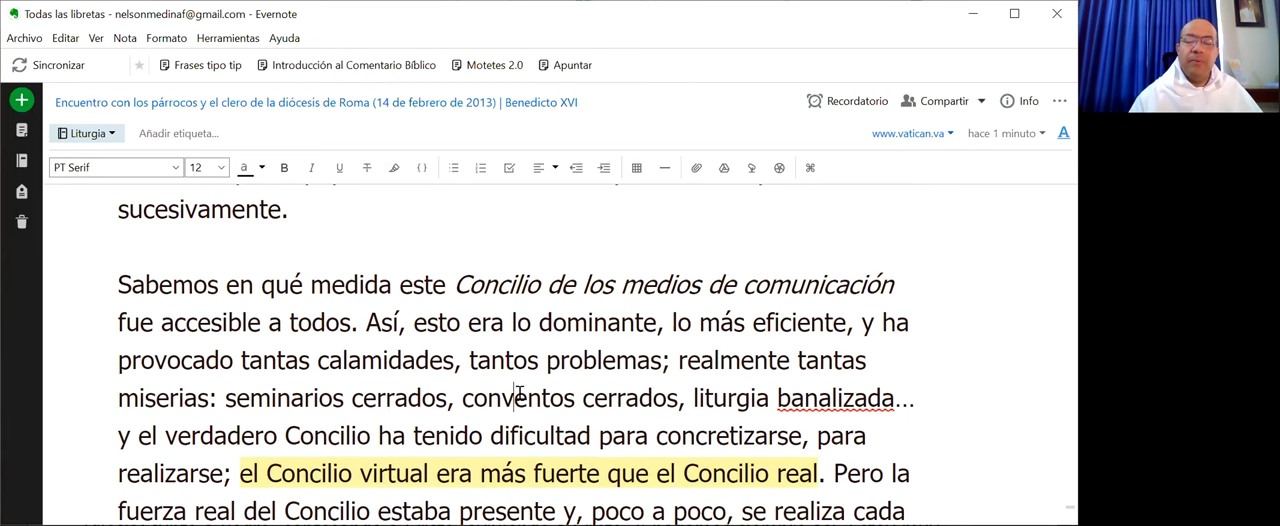 Todas las libretas - nelsonmedinaf@gmail.com - Evernote
Archivo Editar Ver Nota Formato Herramientas Ayuda
Sincronizar Frases tipo tip Introducción al Comentario Bíblico Motetes 2.0 Apuntar
Encuentro con los párrocos y el clero de la diócesis de Roma (14 de febrero de 2013) | Benedicto XVI Recordatorio Compartir Info
Liturgia Añadir etiqueta... www.vatican.va hace 1 minuto A
PT Serif 12 a B I U T
sucesivamente.
Sabemos en qué medida este Concilio de los medios de comunicación
fue accesible a todos. Así, esto era lo dominante, lo más eficiente, y ha
provocado tantas calamidades, tantos problemas; realmente tantas
miserias: seminarios cerrados, conventos cerrados, liturgia banalizada...
y el verdadero Concilio ha tenido dificultad para concretizarse, para
realizarse; el Concilio virtual era más fuerte que el Concilio real. Pero la
fuerza real del Concilio estaba presente y, poco a poco, se realiza cada